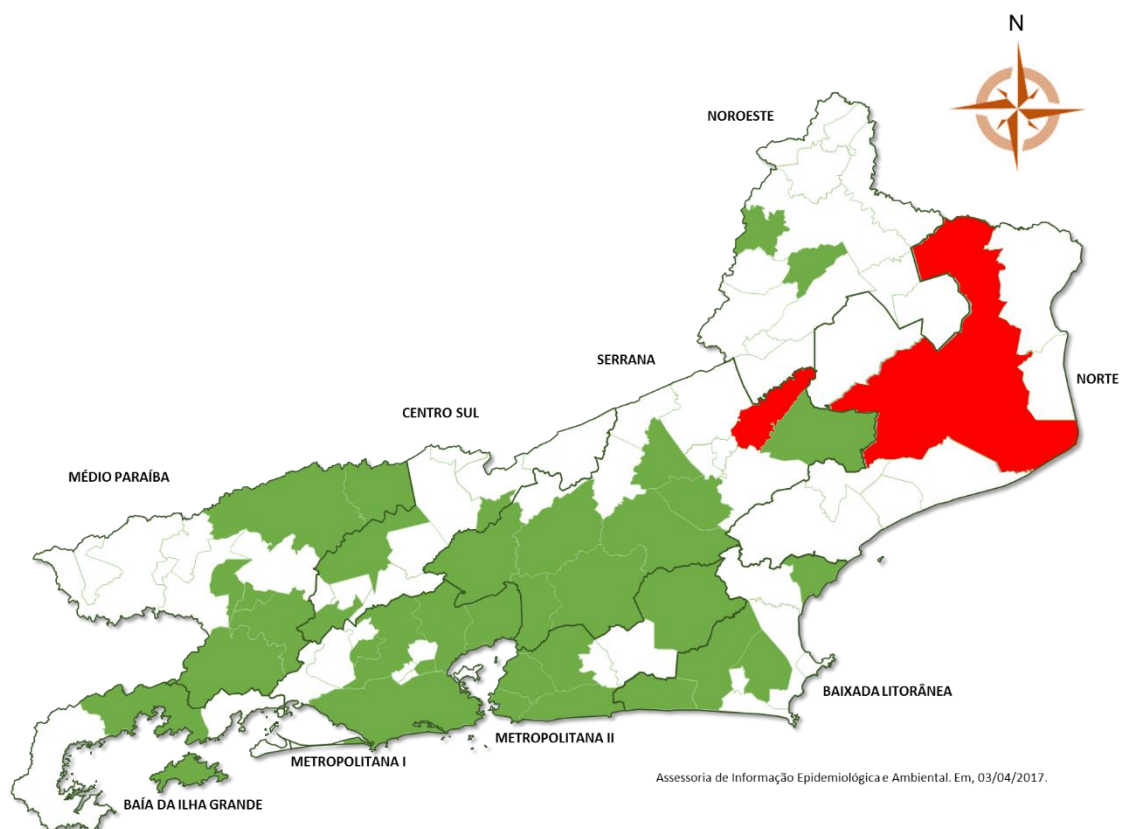 N
NOROESTE
SERRANA
NORTE
CENTRO SUL
MÉDIO PARAÍBA
BAIXADA LITORÂNEA
METROPOLITANA II
METROPOLITANA I
Assessoria de Informação Epidemiológica e Ambiental. Em, 03/04/2017.
BAÍA DA ILHA GRANDE